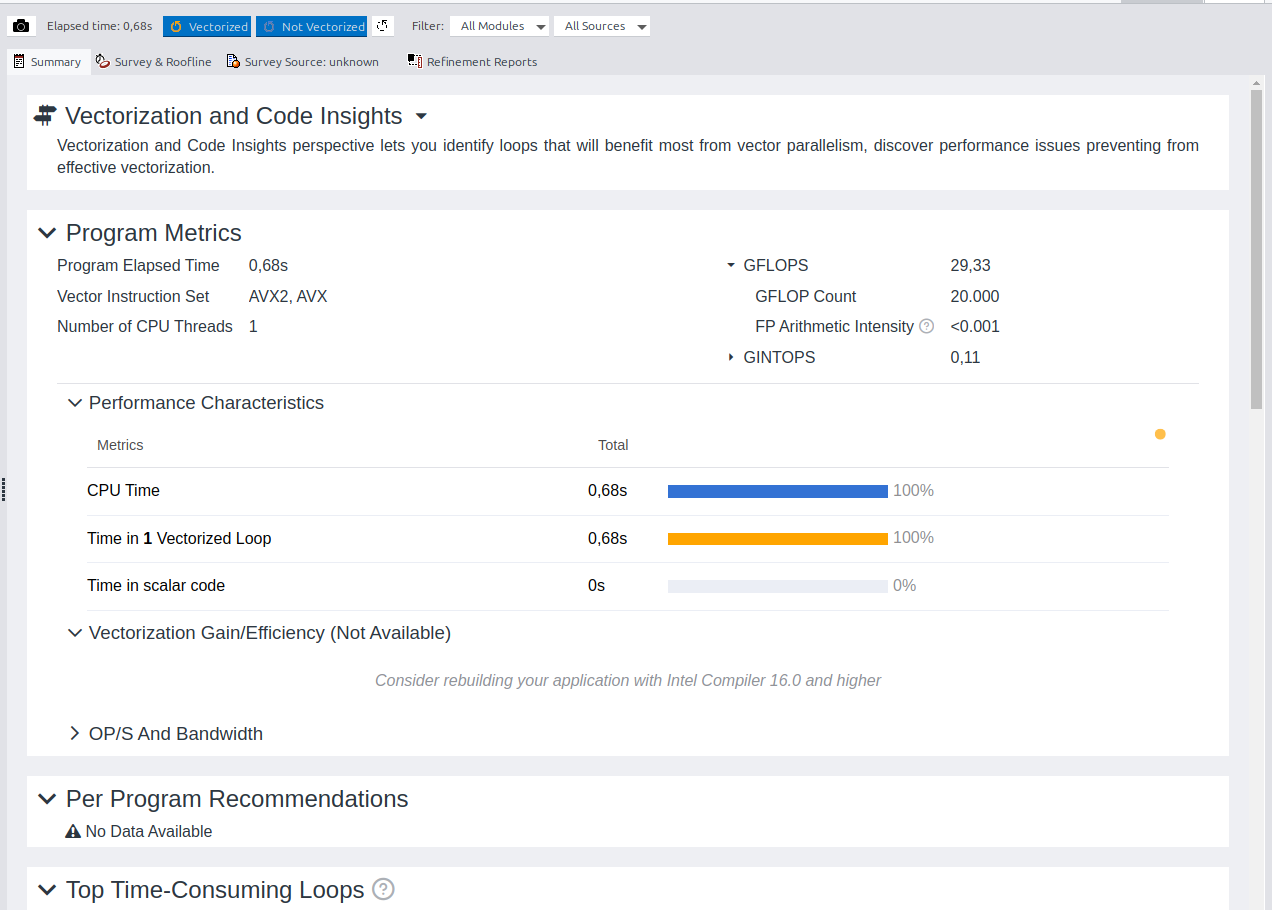 Elapsed time: 0,68s Vectorized Not Vectorized Filter: All Modules All Sources
Summary Survey & Roofline Survey Source: unknown Refinement Reports
Vectorization and Code Insights
Vectorization and Code Insights perspective lets you identify loops that will benefit most from vector parallelism, discover performance issues preventing from
effective vectorization.
Program Metrics
Program Elapsed Time 0,68s
Vector Instruction Set AVX2, AVX
Number of CPU Threads 1
GFLOPS 29,33
GFLOP Count 20.000
FP Arithmetic Intensity ? <0.001
GINTOPS 0,11
Performance Characteristics
Metrics Total
CPU Time 0,68s 100%
Time in 1 Vectorized Loop 0,68s 100%
Time in scalar code 0s 0%
Vectorization Gain/Efficiency (Not Available)
Consider rebuilding your application with Intel Compiler 16.0 and higher
OP/S And Bandwidth
Per Program Recommendations
No Data Available
Top Time-Consuming Loops ?